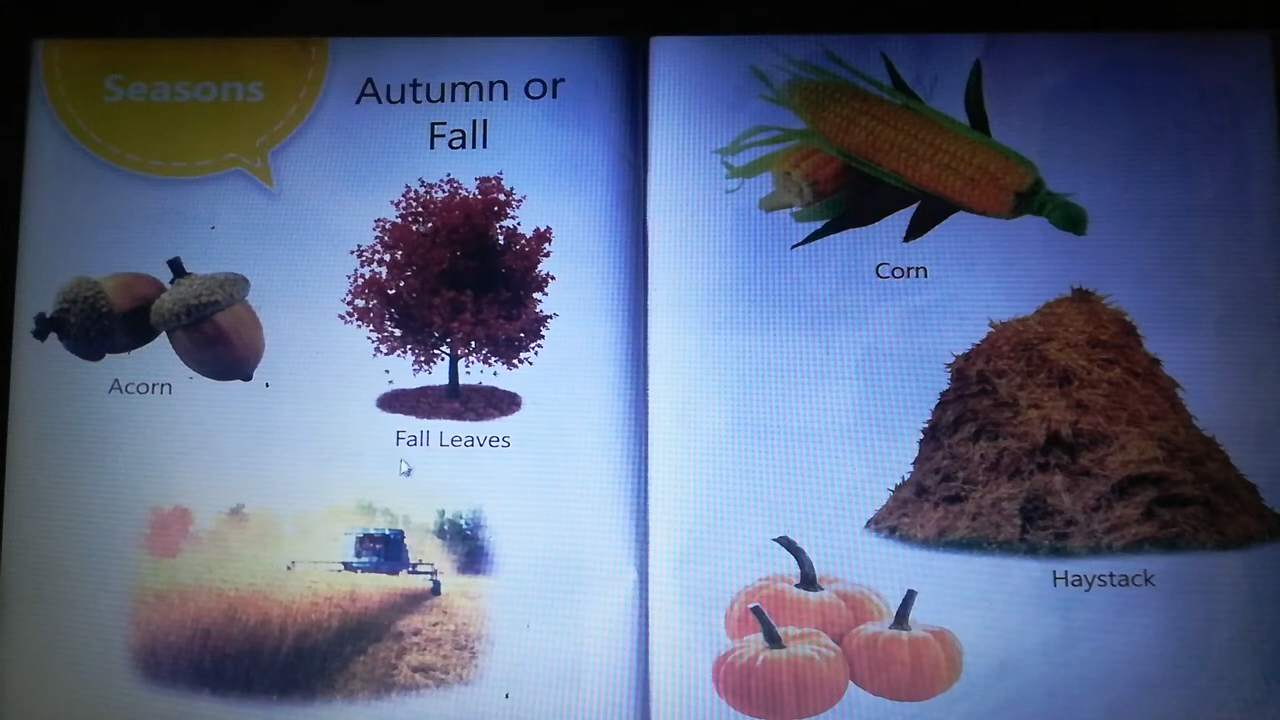 Seasons
Autumn or
Fall
Acorn
Fall Leaves
Corn
Haystack